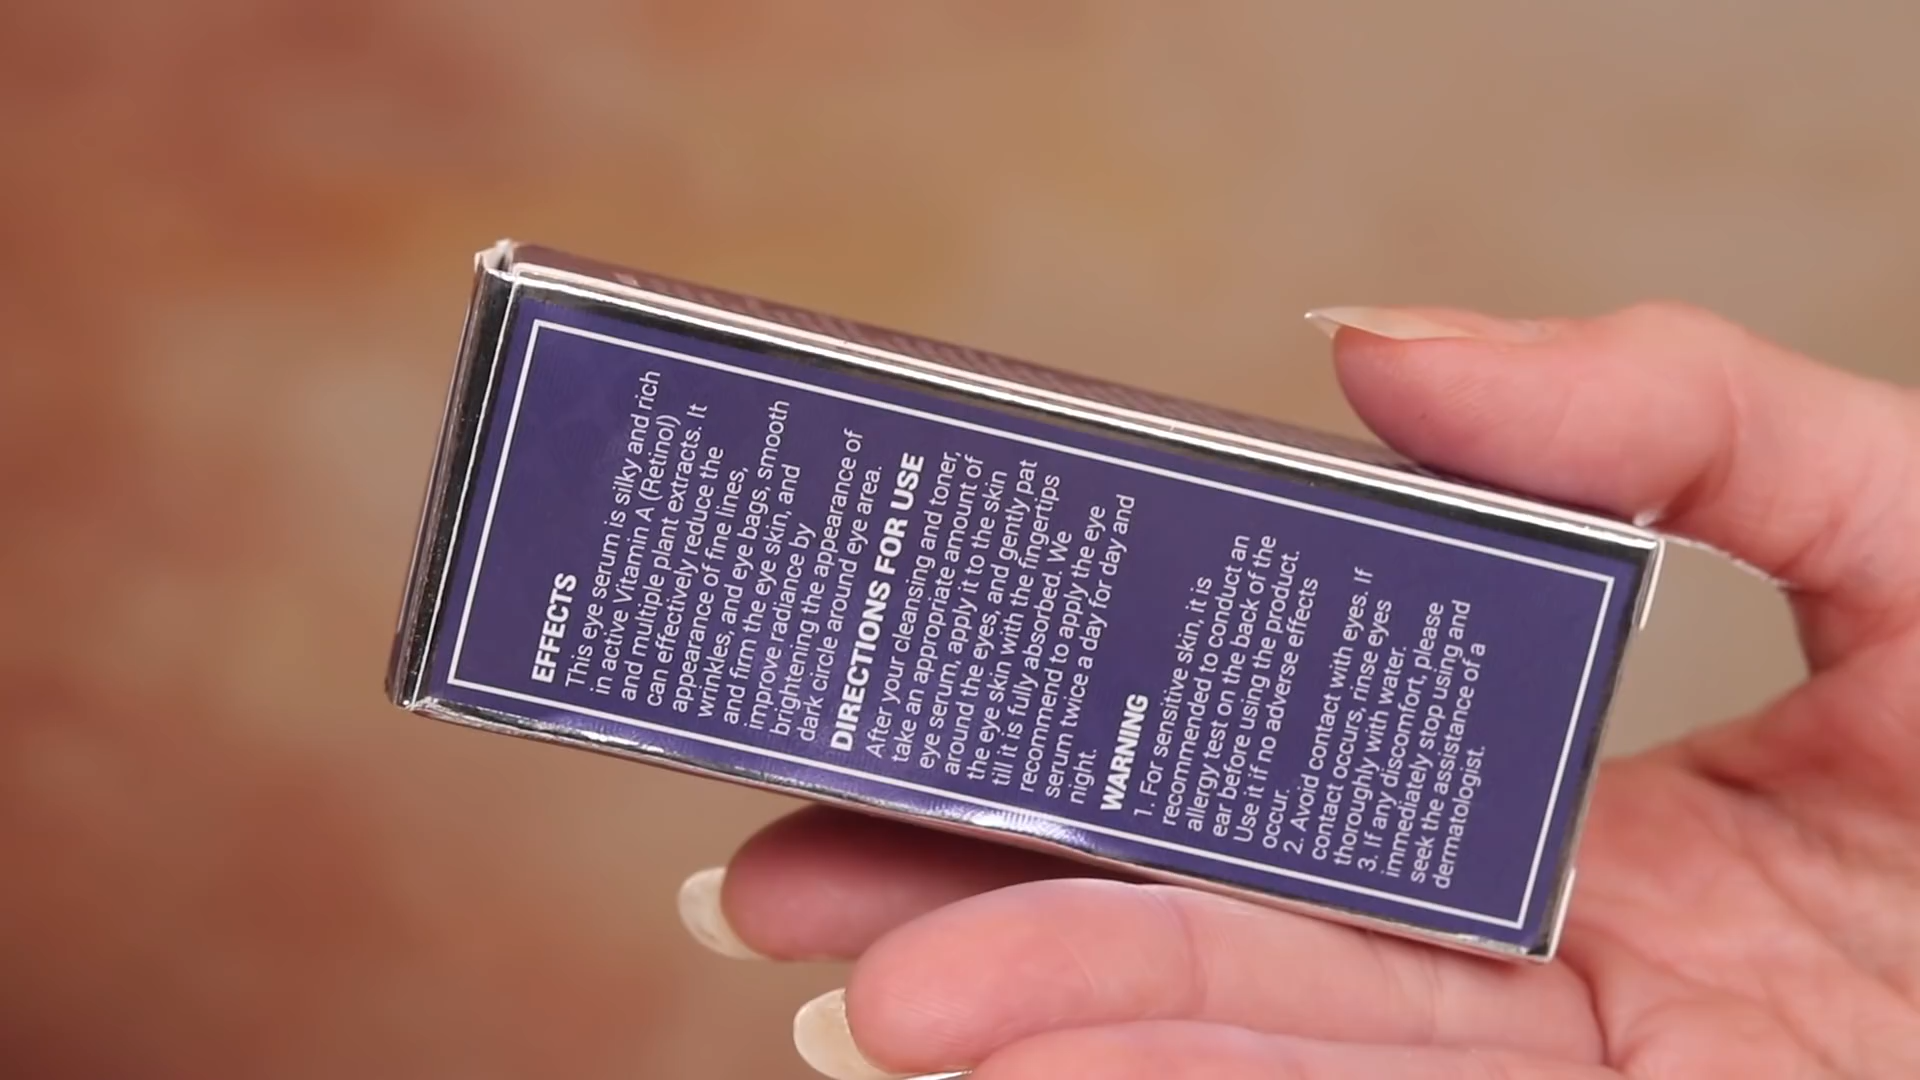 EFFECTS
This eye serum is silky and rich
in active Vitamin A (Retinol)
and multiple plant extracts. It
can effectively reduce the
appearance of fine lines,
wrinkles, and eye bags, smooth
and firm the eye skin, and
improve radiance by
brightening the appearance of
dark circle around eye area.
DIRECTIONS FOR USE
After your cleansing and toner,
take an appropriate amount of
eye serum, apply it to the skin
around the eyes, and gently pat
the eye skin with the fingertips
till it is fully absorbed. We
recommend to apply the eye
serum twice a day for day and
night.
WARNING
1. For sensitive skin, it is
recommended to conduct an
allergy test on the back of the
ear before using the product.
Use it if no adverse effects
occur.
2. Avoid contact with eyes. If
contact occurs, rinse eyes
thoroughly with water.
3. If any discomfort, please
immediately stop using and
seek the assistance of a
dermatologist.